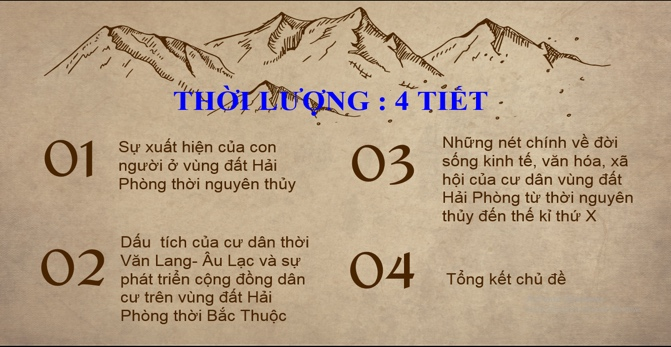 THỜI LƯỢNG : 4 TIẾT
01
Sự xuất hiện của con
người ở vùng đất Hải
Phòng thời nguyên thủy
02
Dấu tích của cư dân thời
Văn Lang- Âu Lạc và sự
phát triển cộng đồng dân
cư trên vùng đất Hải
Phòng thời Bắc Thuộc
03
Những nét chính về đời
sống kinh tế, văn hóa, xã
hội của cư dân vùng đất
Hải Phòng từ thời nguyên
thủy đến thế kỉ thứ X
04
Tổng kết chủ đề